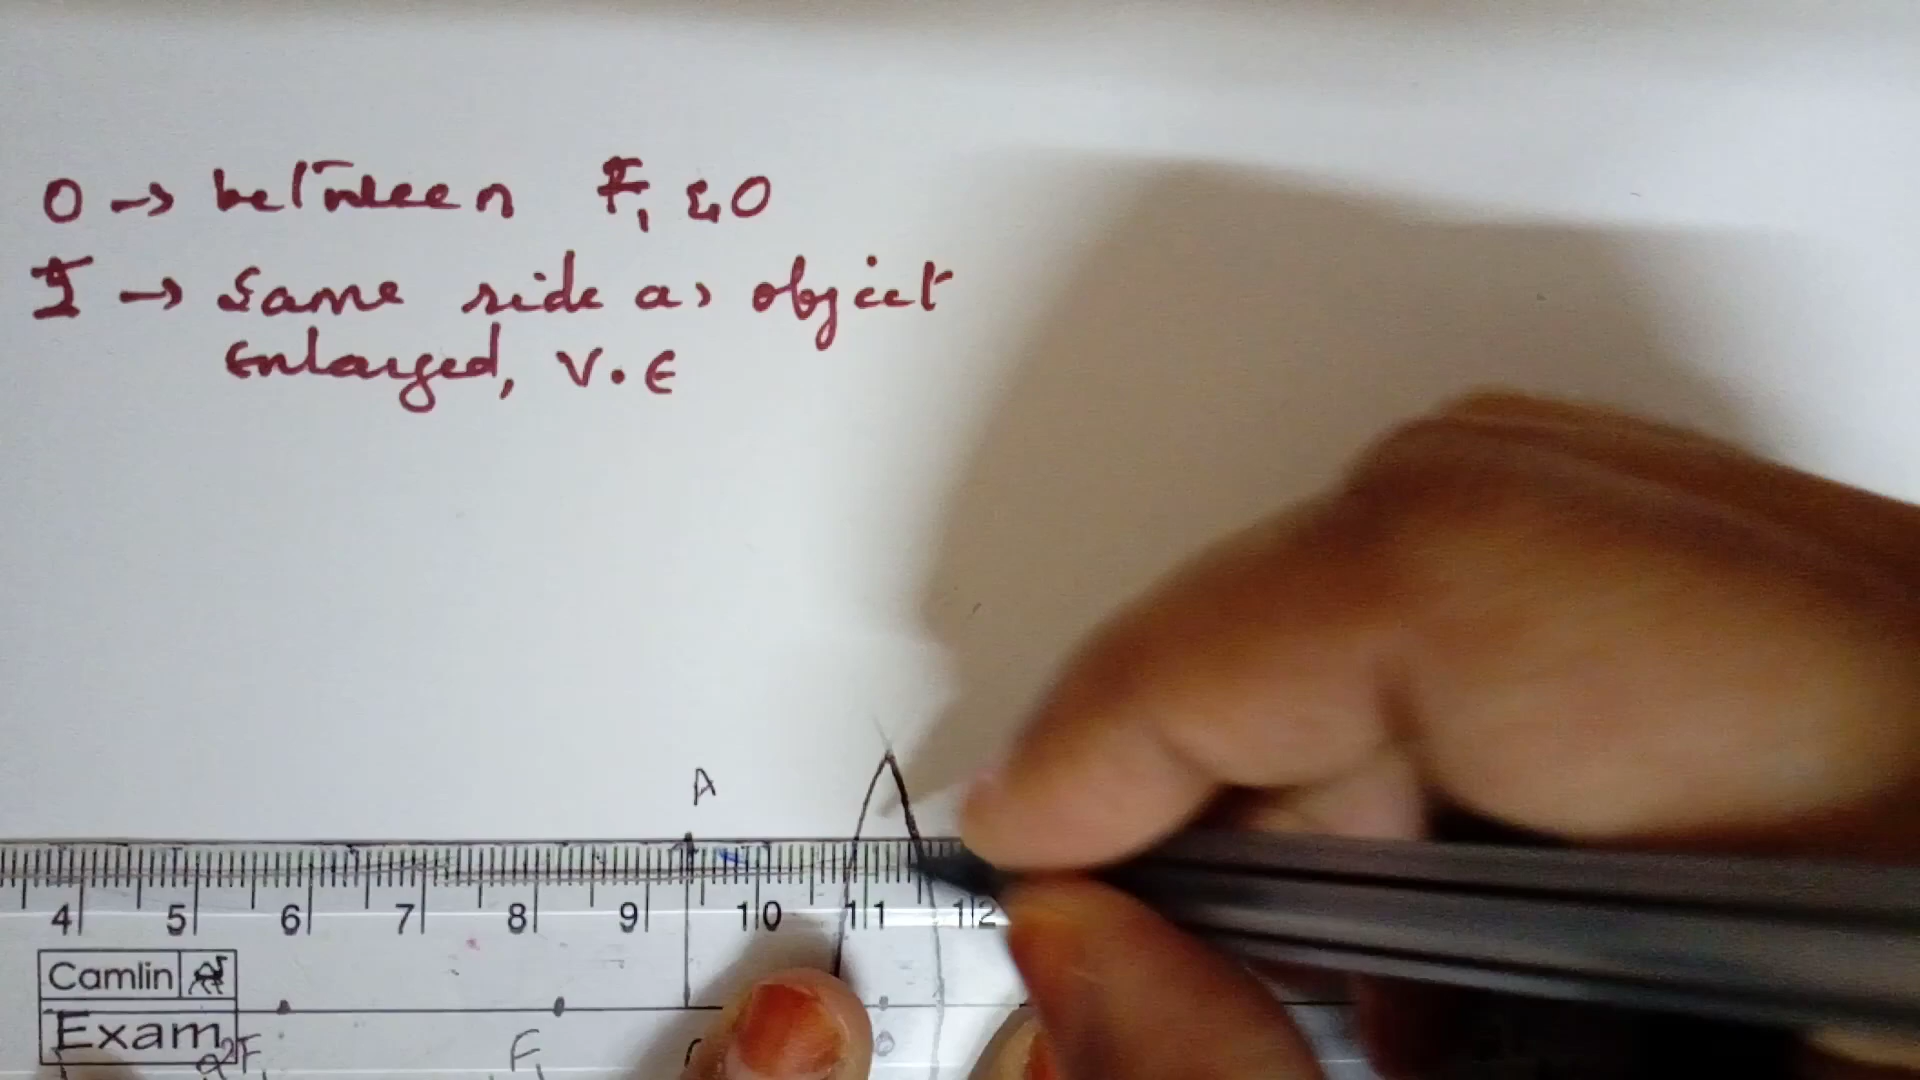 O → between F₁ & O
I → Same side as object
Enlarged, V.E
A
4 5 6 7 8 9 10 11 12
Camlin
Exam
2F₁ F₁